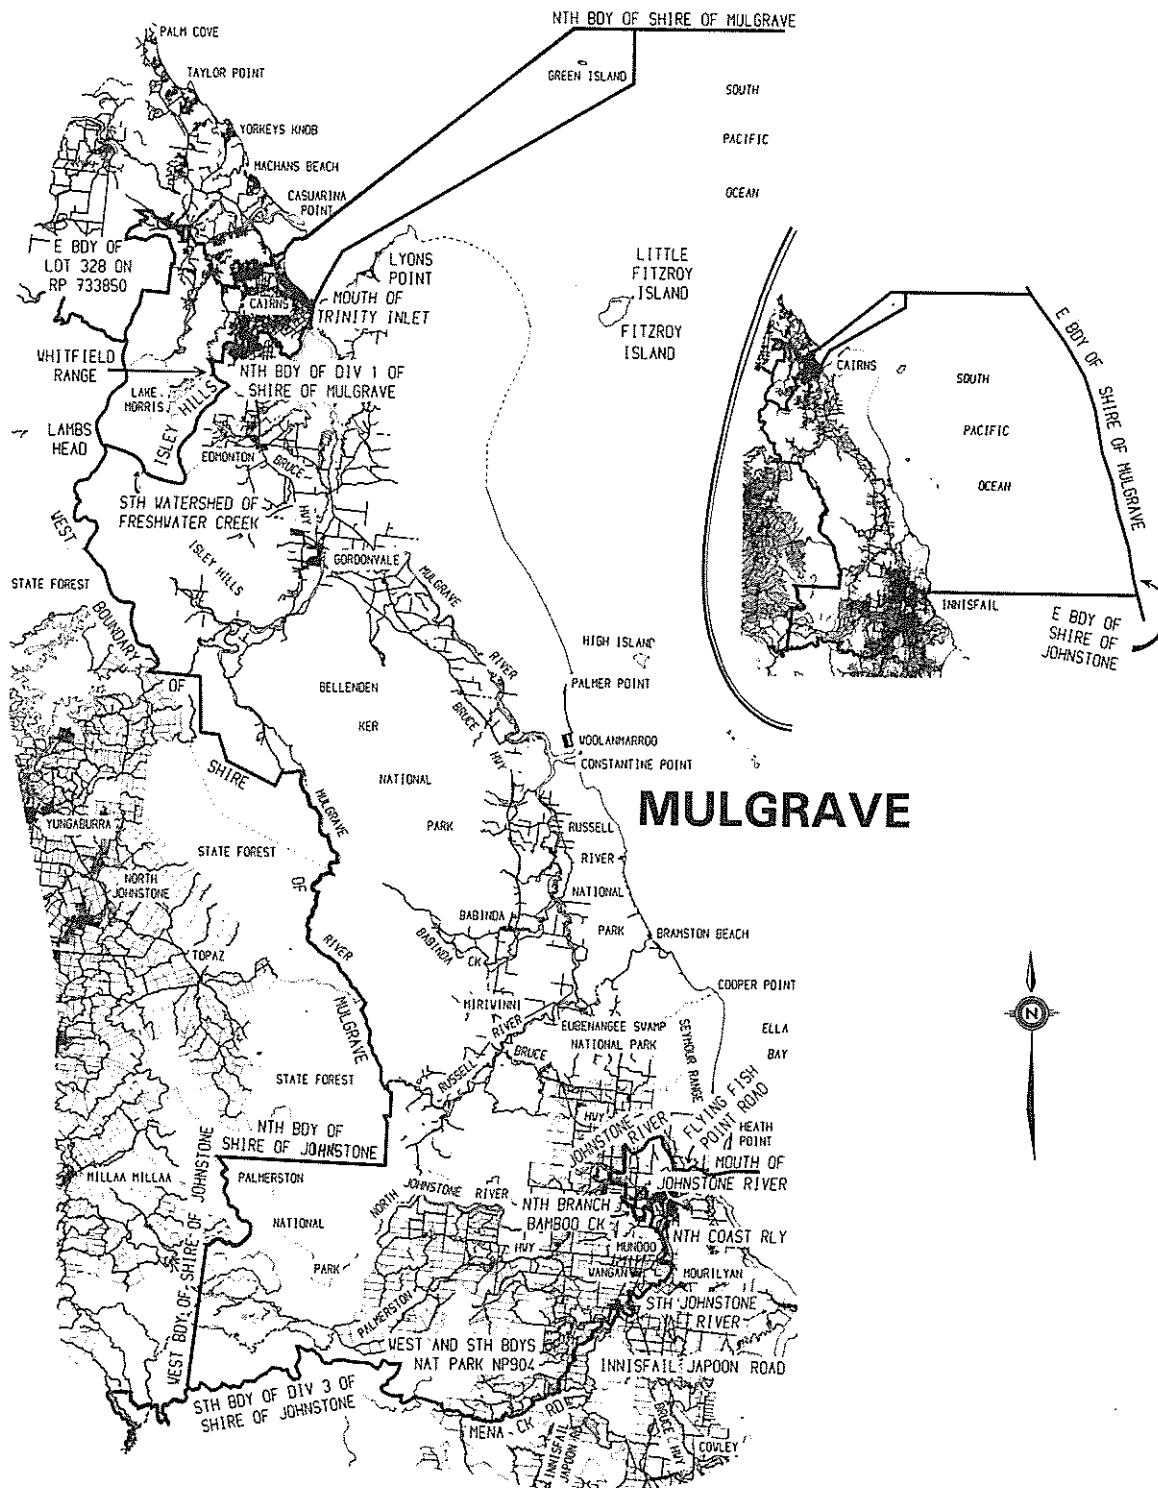 NTH BDY OF SHIRE OF MULGRAVE
PALM COVE
TAYLOR POINT
GREEN ISLAND
SOUTH
PACIFIC
OCEAN
YORKEYS KNOB
MACHANS BEACH
CASUARINA
POINT
E BDY OF
LOT 328 ON
RP 733850
LYONS
POINT
CAIRNS
MOUTH OF
TRINITY INLET
LITTLE
FITZROY
ISLAND
FITZROY
ISLAND
WHITFIELD
RANGE
NTH BDY OF DIV 1 OF
SHIRE OF MULGRAVE
LAKE
MORRIS
ISLEY HILLS
LAMBS
HEAD
EDMONTON
BRUCE
HWY
STH WATERSHED OF
FRESHWATER CREEK
WEST
BOUNDARY
OF
SHIRE
OF
MULGRAVE
ISLEY HILLS
GORDONVALE
STATE FOREST
MULGRAVE
RIVER
CAIRNS
SOUTH
PACIFIC
OCEAN
E BDY OF SHIRE OF MULGRAVE
INNISFAIL
E BDY OF
SHIRE OF
JOHNSTONE
HIGH ISLAND
PALMER POINT
BELLENDEN
KER
NATIONAL
PARK
BRUCE
HWY
WOOLANMARROO
CONSTANTINE POINT
MULGRAVE
MULGRAVE
RIVER
YUNGABURRA
STATE FOREST
NORTH
JOHNSTONE
RUSSELL
RIVER
NATIONAL
PARK
BABINDA
BABINDA
CK
BRAMSTON BEACH
TOPAZ
COOPER POINT
MIRIVINNI
RUSSELL
RIVER
EUBENANGEE SWAMP
NATIONAL PARK
SEYMOUR RANGE
ELLA
BAY
BRUCE
HWY
STATE FOREST
FLYING FISH
POINT ROAD
HEATH
POINT
JOHNSTONE
RIVER
NTH BDY OF
SHIRE OF JOHNSTONE
MOUTH OF
JOHNSTONE RIVER
MILLAA MILLAA
PALMERSTON
NATIONAL
PARK
WEST BDY OF SHIRE OF JOHNSTONE
NORTH
JOHNSTONE
RIVER
NTH BRANCH
BAMBOO CK
NTH COAST RLY
HWY
MUNDOO
WANGAN
MOURILYAN
PALMERSTON
STH JOHNSTONE
RIVER
WEST AND STH BDYS
NAT PARK NP904
INNISFAIL JAPOON ROAD
STH BDY OF DIV 3 OF
SHIRE OF JOHNSTONE
MENA CK RD
INNISFAIL
JAPOON RD
BRUCE HWY
COWLEY
N